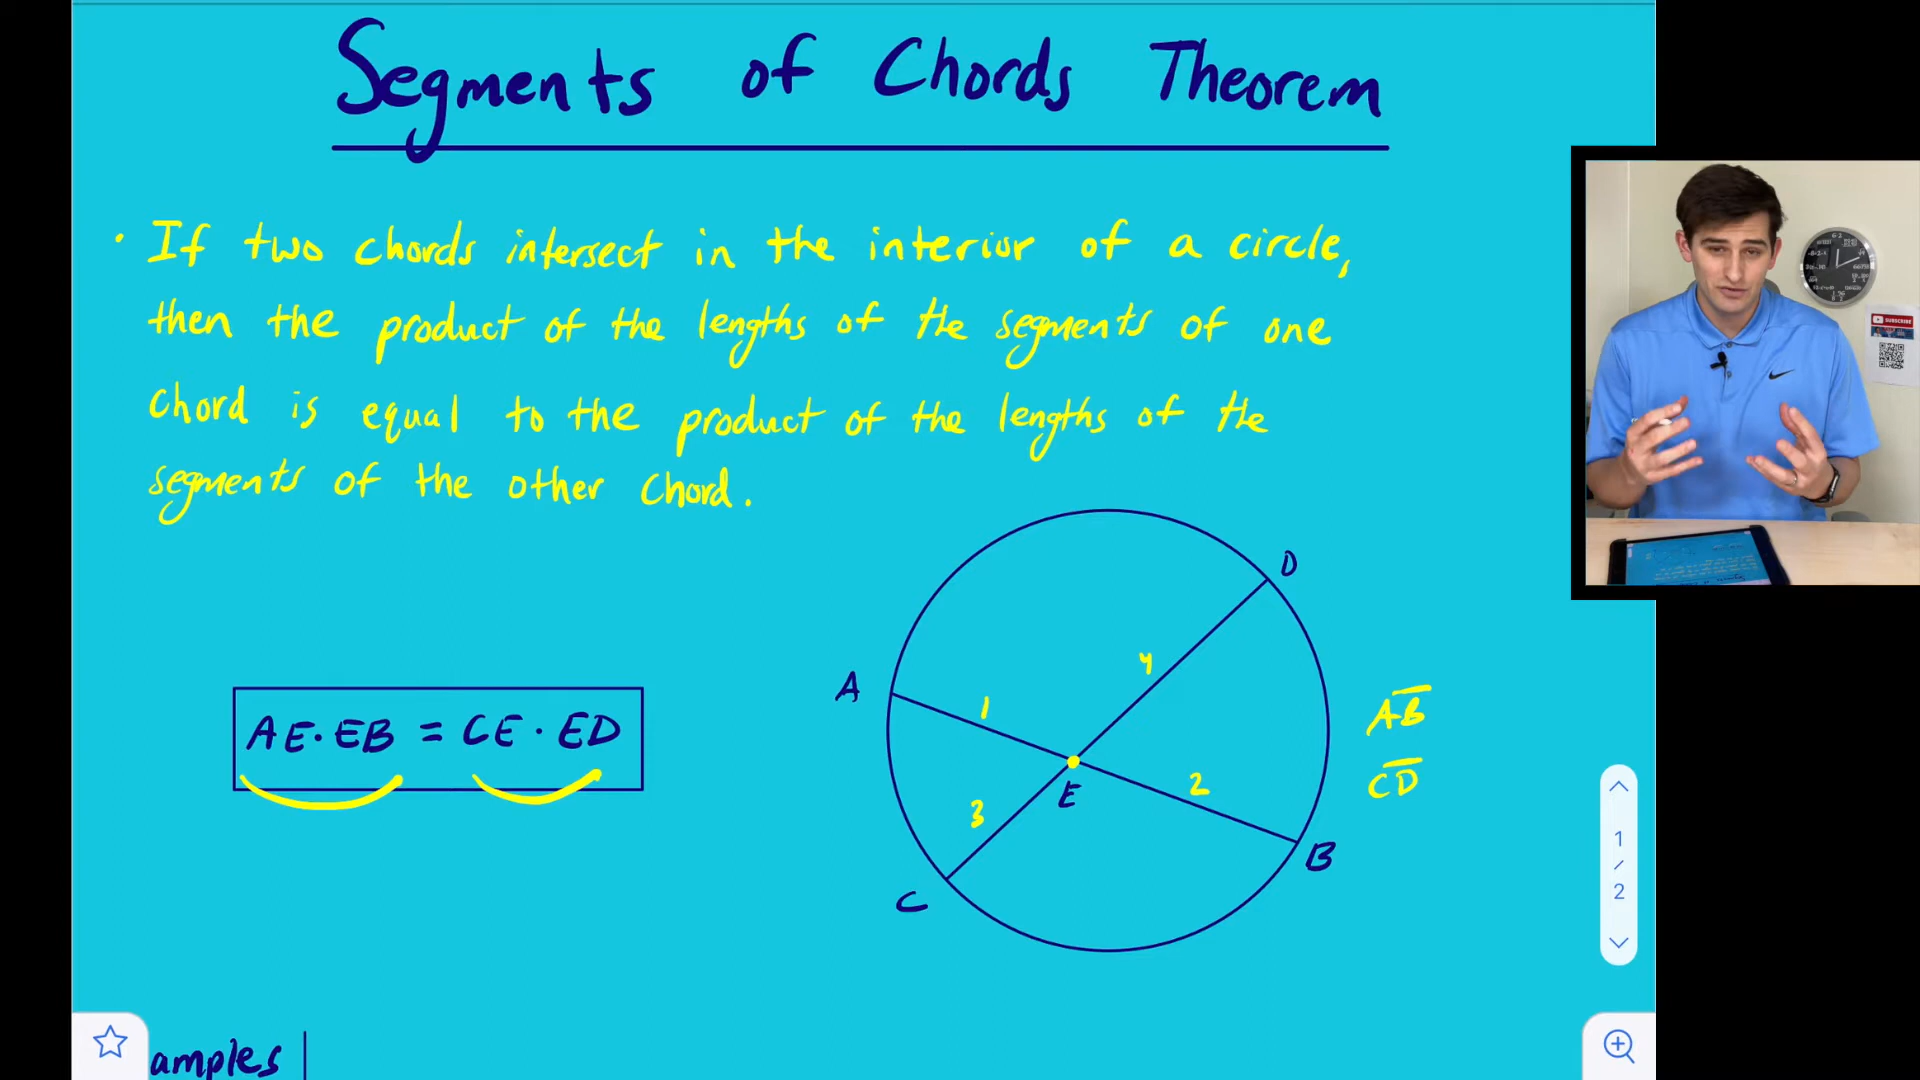 Segments of Chords Theorem
• If two chords intersect in the interior of a circle,
then the product of the lengths of the segments of one
chord is equal to the product of the lengths of the
segments of the other chord.
SUBSCRIBE
D
4
A
1
AB
AE·EB = CE·ED
CD
E
2
3
B
C
1
/
2
amples